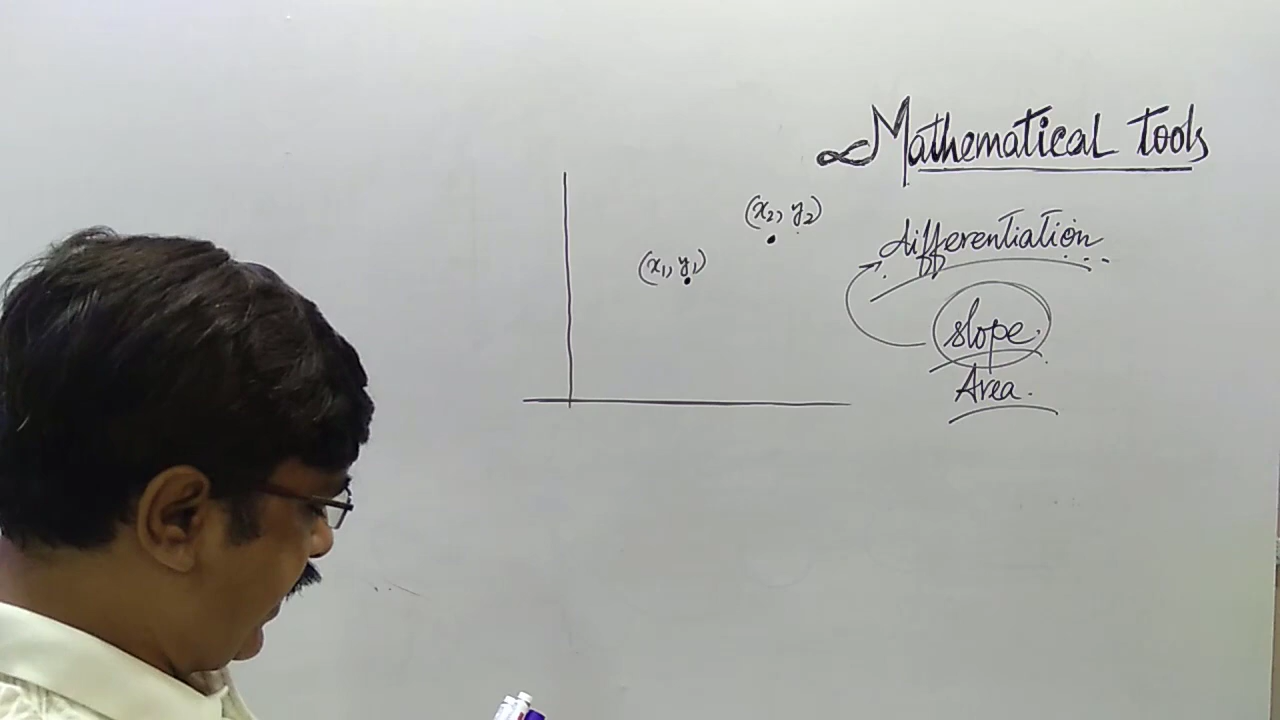 Mathematical Tools
(x₂, y₂)
(x₁, y₁)
differentiation...
slope.
Area.